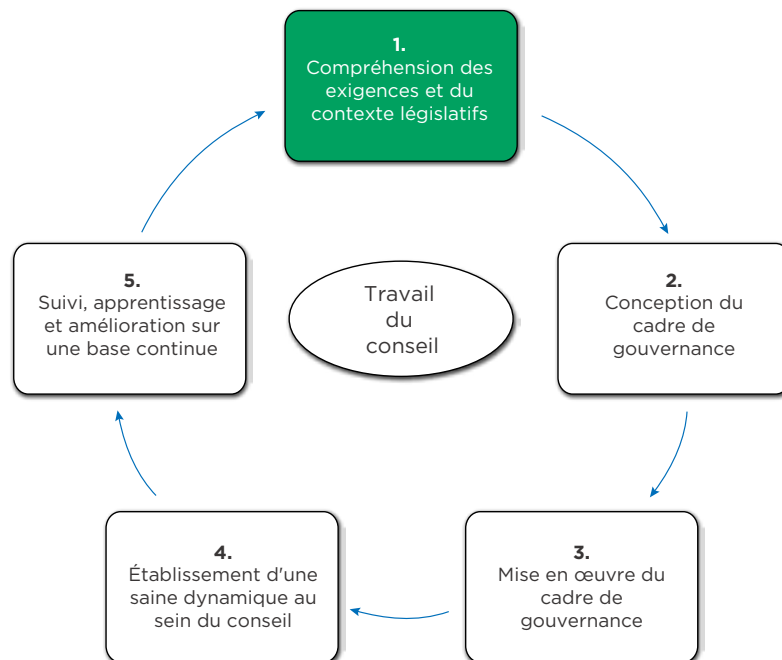 1.
Compréhension des
exigences et du
contexte législatifs
2.
Conception du
cadre de
gouvernance
3.
Mise en œuvre du
cadre de
gouvernance
4.
Établissement d'une
saine dynamique au
sein du conseil
5.
Suivi, apprentissage
et amélioration sur
une base continue
Travail
du
conseil